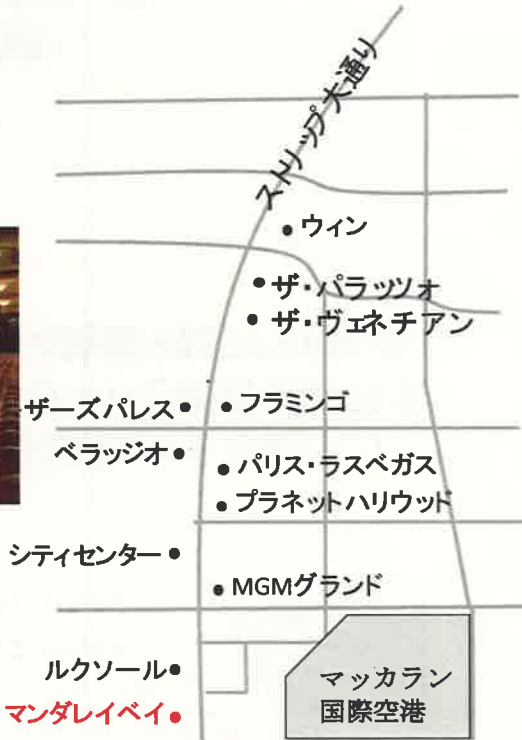 ストリップ大通り
ウィン
ザ・パラッツオ
ザ・ヴェネチアン
ザーズパレス
フラミンゴ
ベラッジオ
パリス・ラスベガス
プラネットハリウッド
シティセンター
MGMグランド
ルクソール
マンダレイベイ
マッカラン
国際空港